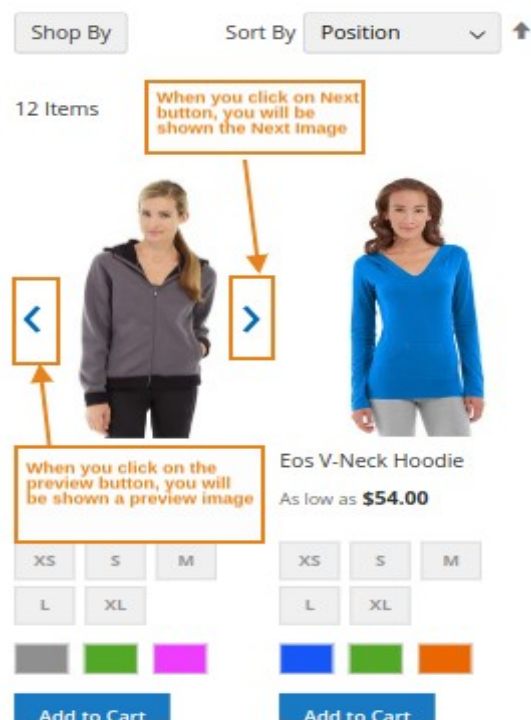 Shop By
Sort By Position
12 Items
When you click on Next
button, you will be
shown the Next Image
When you click on the
preview button, you will
be shown a preview image
Eos V-Neck Hoodie
As low as $54.00
XS S M
L XL
XS S M
L XL
Add to Cart
Add to Cart